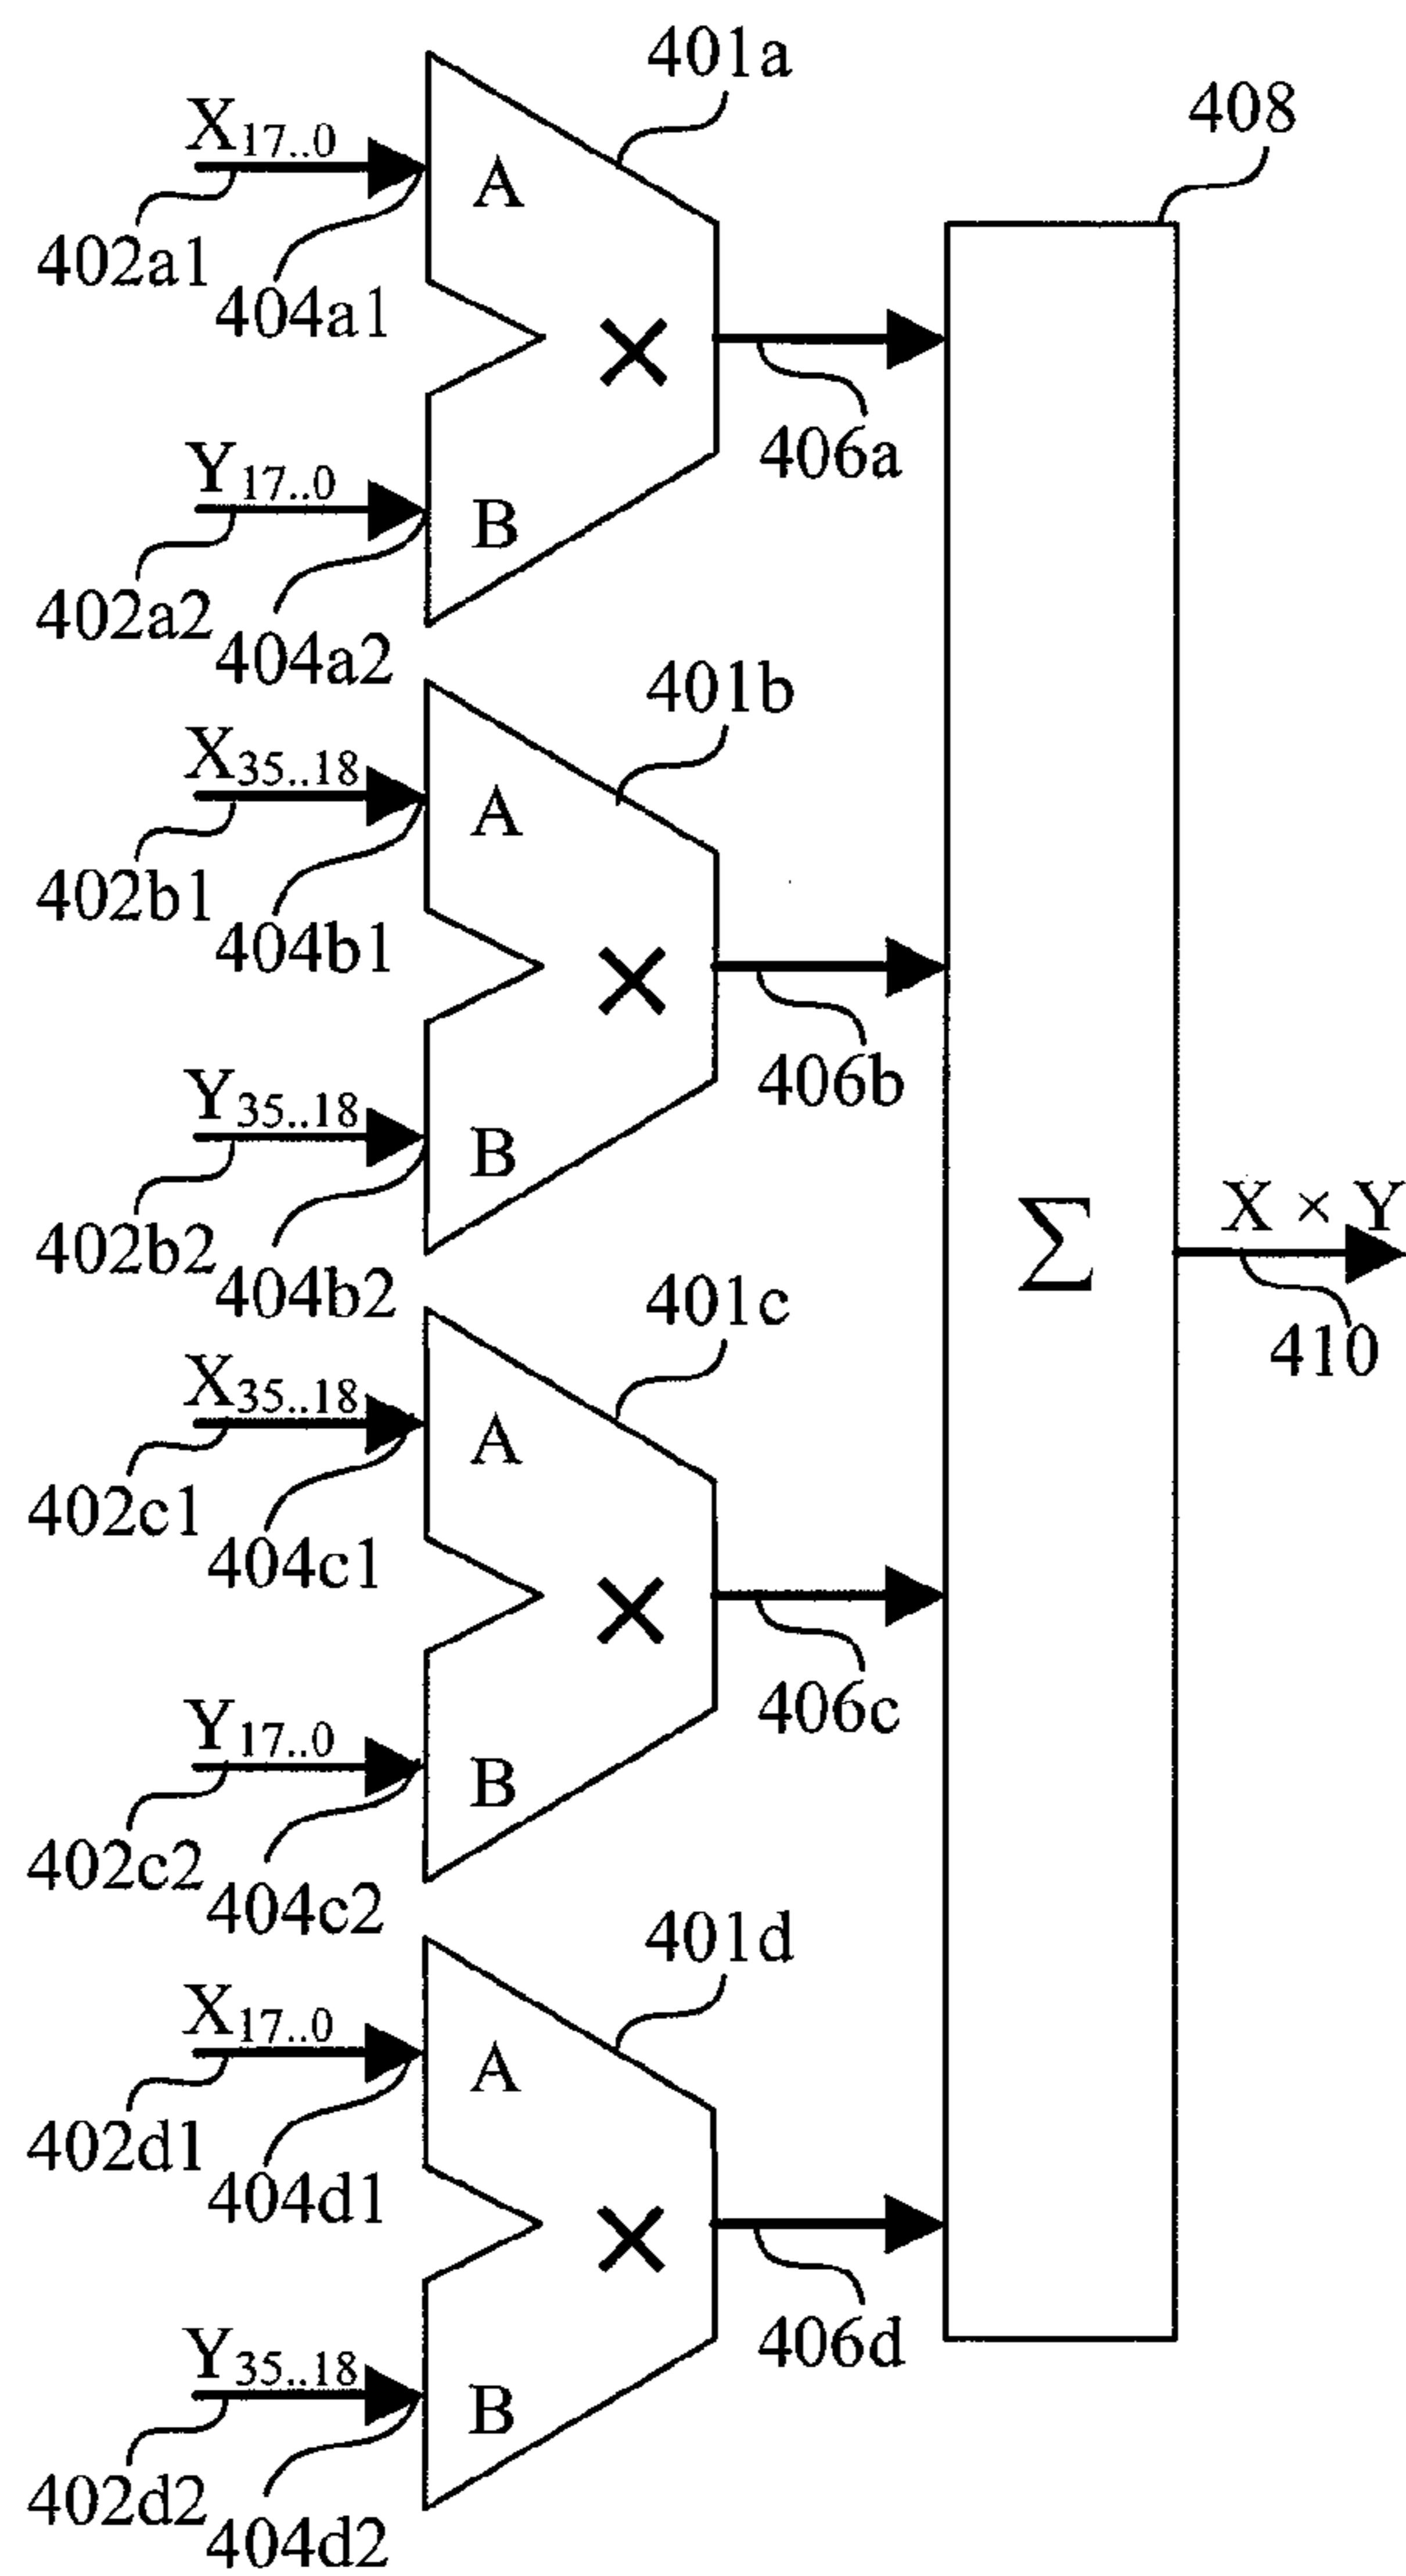 401a
408
X17..0
A
402a1
404a1
×
406a
Y17..0
B
402a2
404a2
401b
X35..18
A
402b1
404b1
×
406b
Y35..18
B
402b2
404b2
Σ
X × Y
410
401c
X35..18
A
402c1
404c1
×
406c
Y17..0
B
402c2
404c2
401d
X17..0
A
402d1
404d1
×
406d
Y35..18
B
402d2
404d2